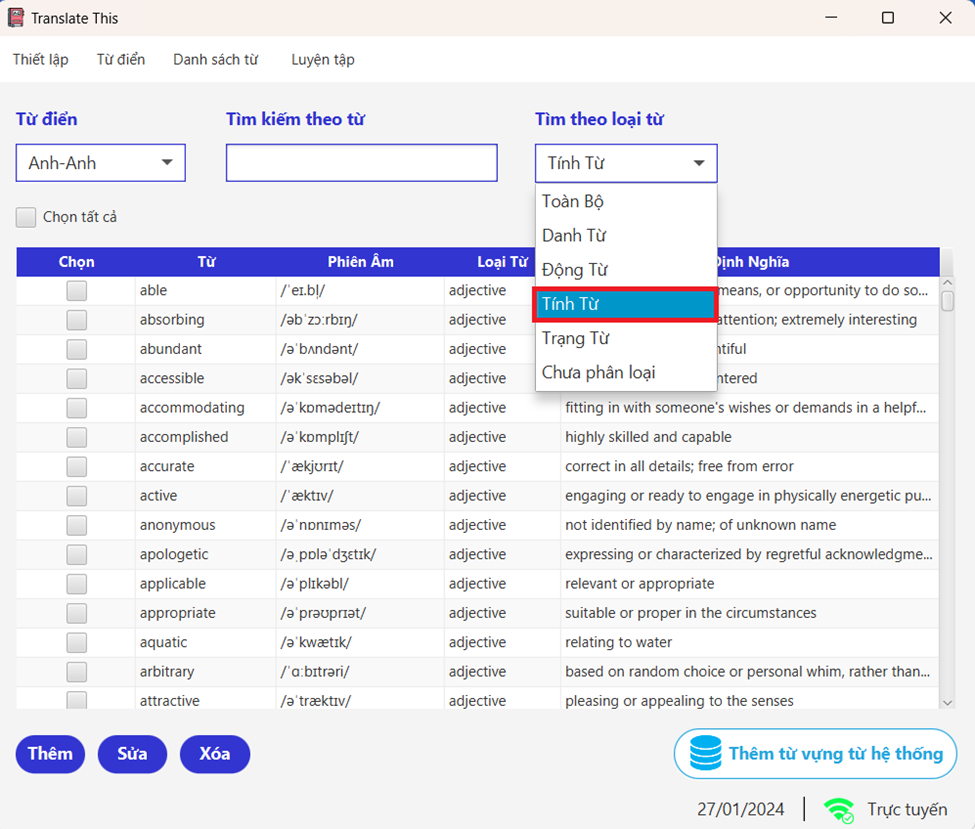 Translate This
Thiết lập Từ điển Danh sách từ Luyện tập
Từ điển Tìm kiếm theo từ Tìm theo loại từ
Anh-Anh Tính Từ
Toàn Bộ
Danh Từ
Động Từ
Tính Từ
Trạng Từ
Chưa phân loại
Chọn tất cả
Chọn Từ Phiên Âm Loại Từ Định Nghĩa
able /ˈeɪ.bl̩/ adjective means, or opportunity to do so...
absorbing /əbˈzɔːrbɪŋ/ adjective attention; extremely interesting
abundant /əˈbʌndənt/ adjective tiful
accessible /əkˈsɛsəbəl/ adjective ntered
accommodating /əˈkɒmədeɪtɪŋ/ adjective fitting in with someone's wishes or demands in a helpf...
accomplished /əˈkɒmplɪʃt/ adjective highly skilled and capable
accurate /ˈækjʊrɪt/ adjective correct in all details; free from error
active /ˈæktɪv/ adjective engaging or ready to engage in physically energetic pu...
anonymous /əˈnɒnɪməs/ adjective not identified by name; of unknown name
apologetic /əˌpɒləˈdʒɛtɪk/ adjective expressing or characterized by regretful acknowledgme...
applicable /əˈplɪkəbl/ adjective relevant or appropriate
appropriate /əˈprəʊprɪət/ adjective suitable or proper in the circumstances
aquatic /əˈkwætɪk/ adjective relating to water
arbitrary /ˈɑːbɪtrəri/ adjective based on random choice or personal whim, rather than...
attractive /əˈtræktɪv/ adjective pleasing or appealing to the senses
Thêm Sửa Xóa Thêm từ vựng từ hệ thống
27/01/2024 Trực tuyến